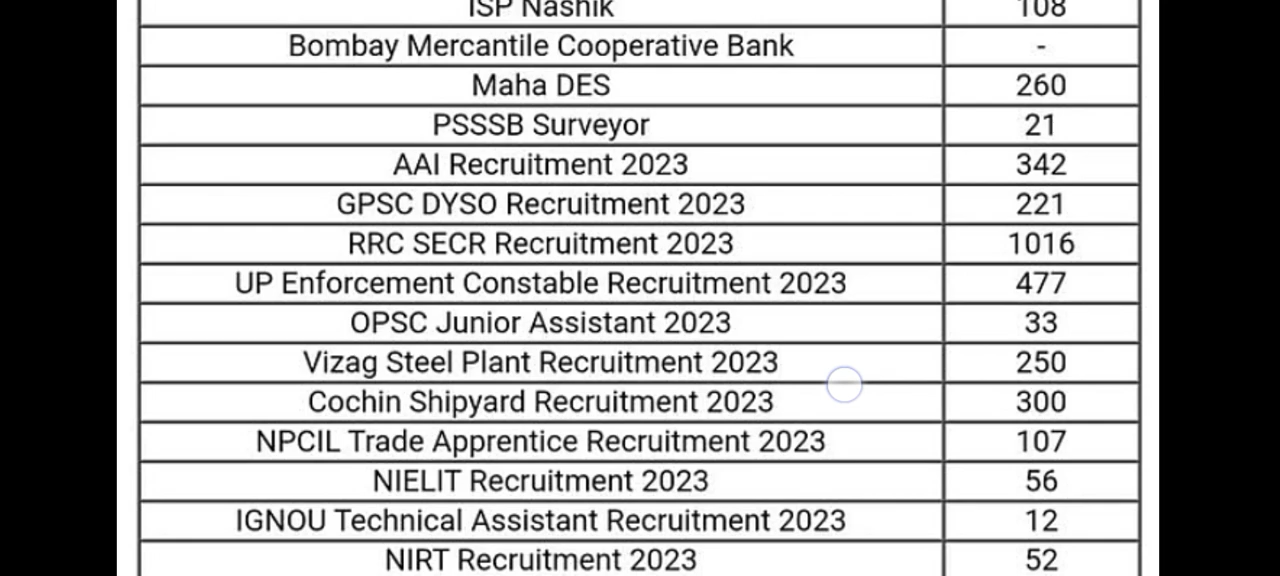 ISP Nashik 108
Bombay Mercantile Cooperative Bank -
Maha DES 260
PSSSB Surveyor 21
AAI Recruitment 2023 342
GPSC DYSO Recruitment 2023 221
RRC SECR Recruitment 2023 1016
UP Enforcement Constable Recruitment 2023 477
OPSC Junior Assistant 2023 33
Vizag Steel Plant Recruitment 2023 250
Cochin Shipyard Recruitment 2023 300
NPCIL Trade Apprentice Recruitment 2023 107
NIELIT Recruitment 2023 56
IGNOU Technical Assistant Recruitment 2023 12
NIRT Recruitment 2023 52